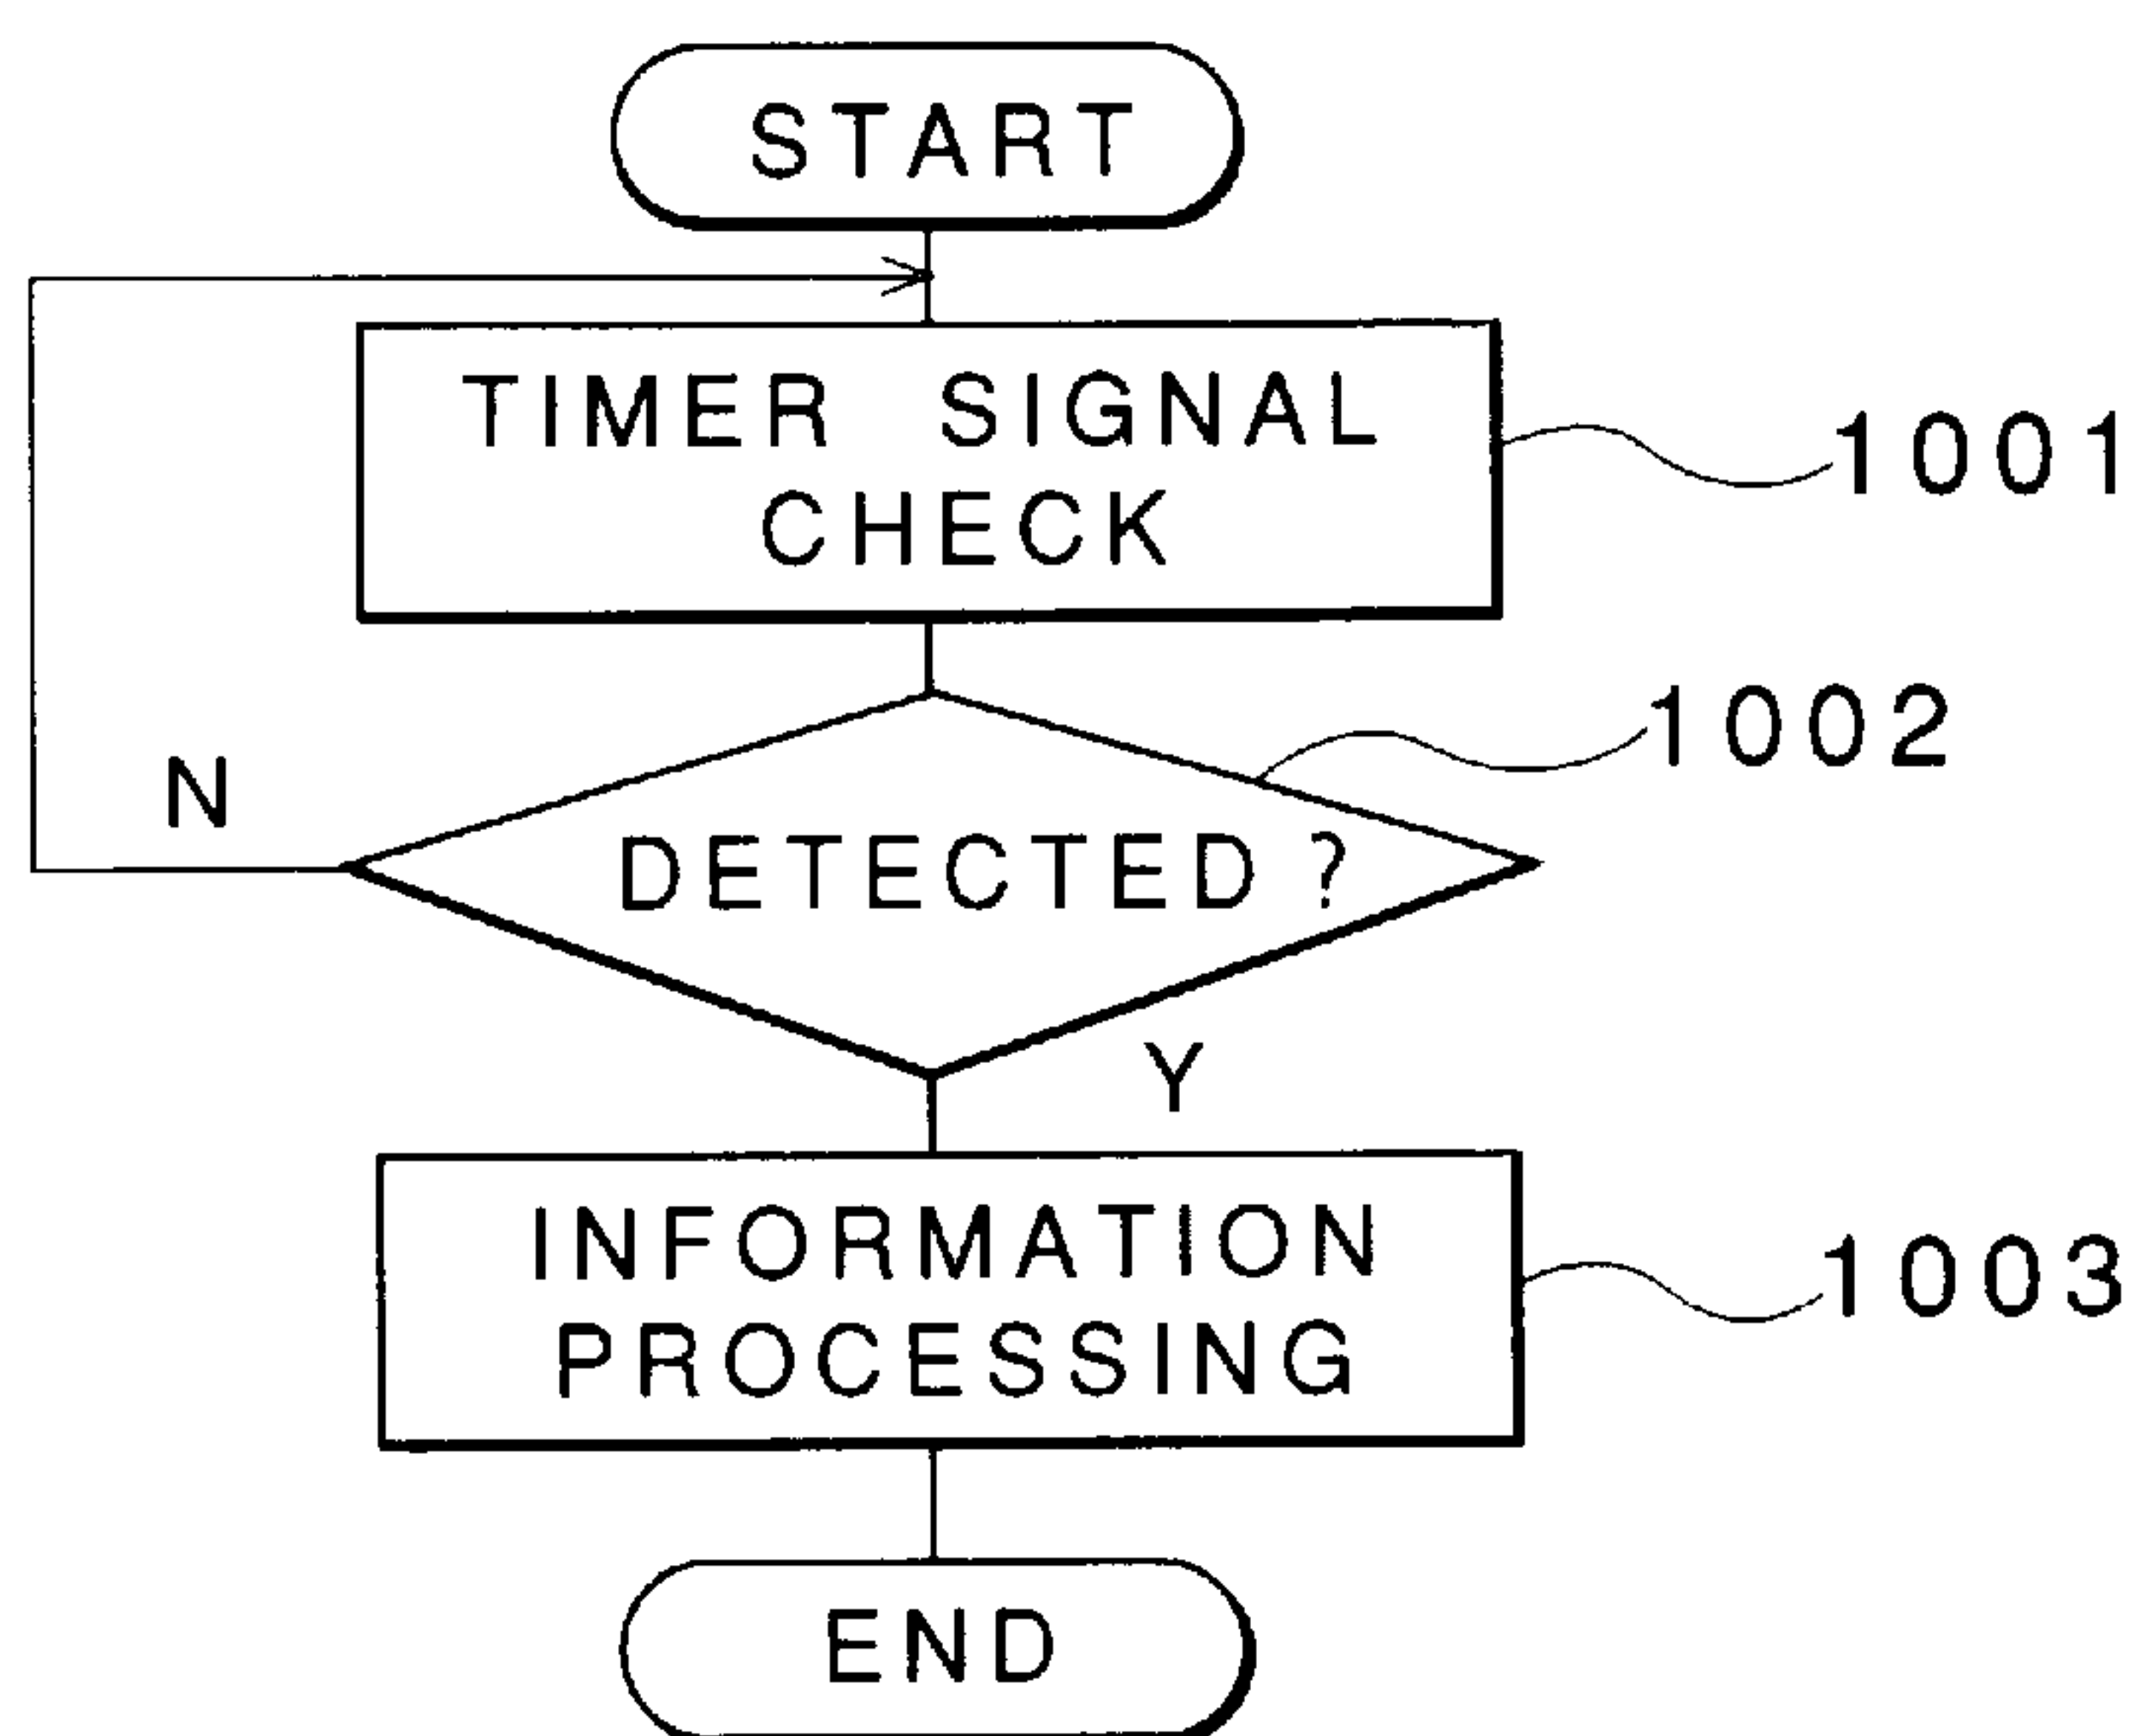 START
TIMER SIGNAL
CHECK
1001
1002
N
DETECTED ?
Y
INFORMATION
PROCESSING
1003
END